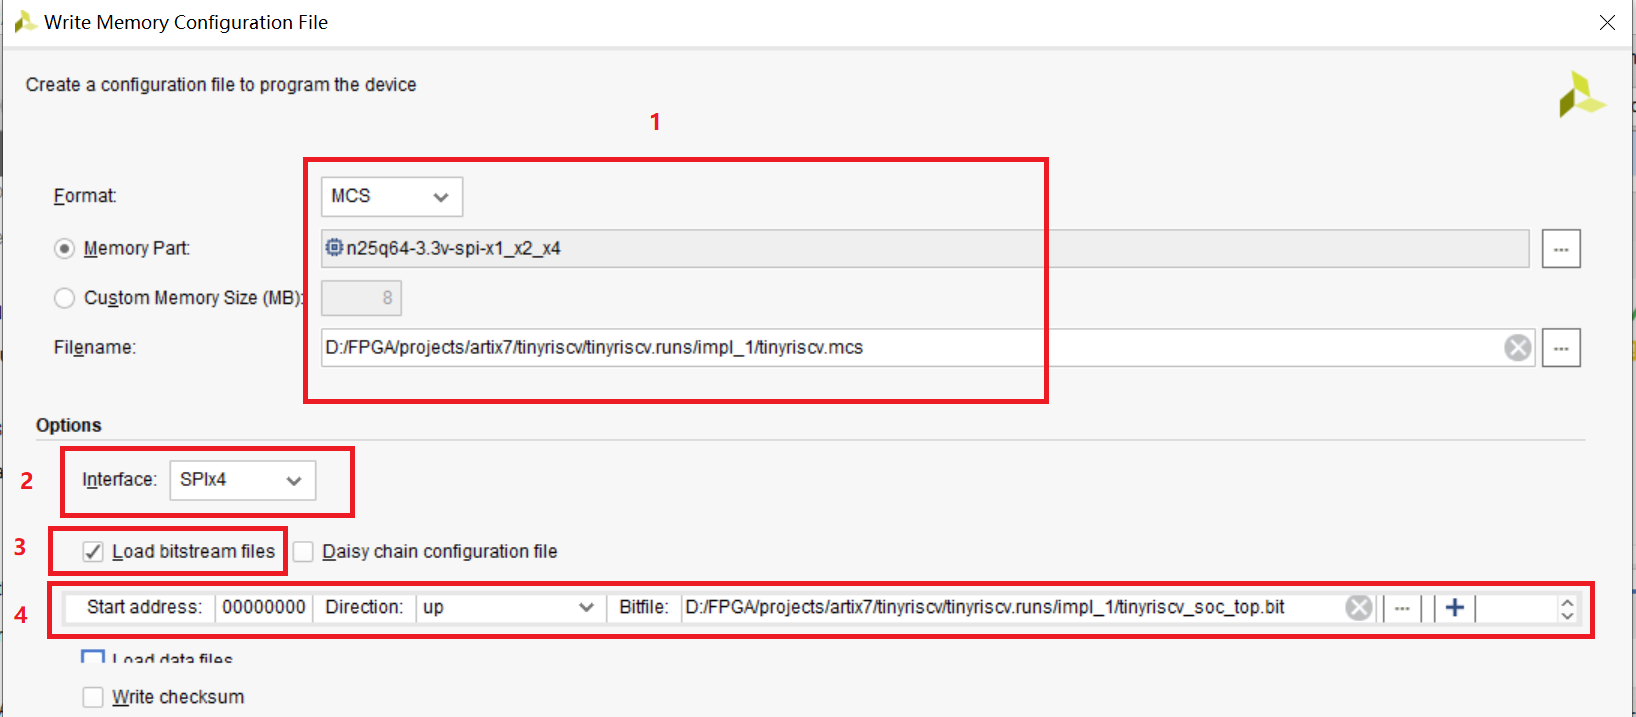 Write Memory Configuration File
Create a configuration file to program the device
1
Format: MCS
Memory Part: n25q64-3.3v-spi-x1_x2_x4 ...
Custom Memory Size (MB): 8
Filename: D:/FPGA/projects/artix7/tinyriscv/tinyriscv.runs/impl_1/tinyriscv.mcs ...
Options
2 Interface: SPIx4
3 Load bitstream files Daisy chain configuration file
4 Start address: 00000000 Direction: up Bitfile: D:/FPGA/projects/artix7/tinyriscv/tinyriscv.runs/impl_1/tinyriscv_soc_top.bit ... +
Load data files
Write checksum